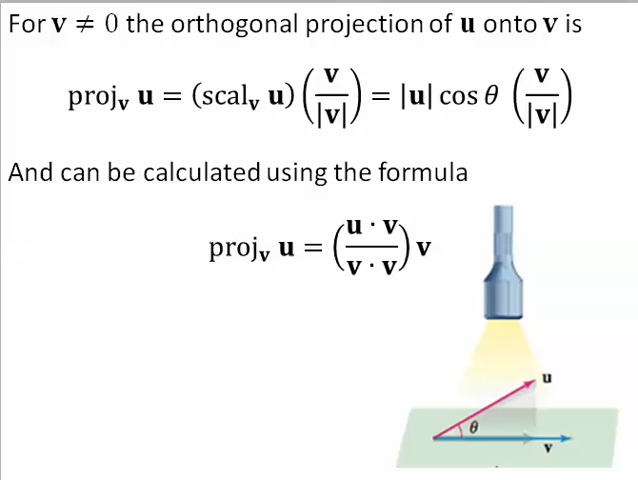 For v ≠ 0 the orthogonal projection of u onto v is
proj_v u = (scal_v u) (v/|v|) = |u| cos θ (v/|v|)
And can be calculated using the formula
proj_v u = (u · v / v · v) v
u
θ
v